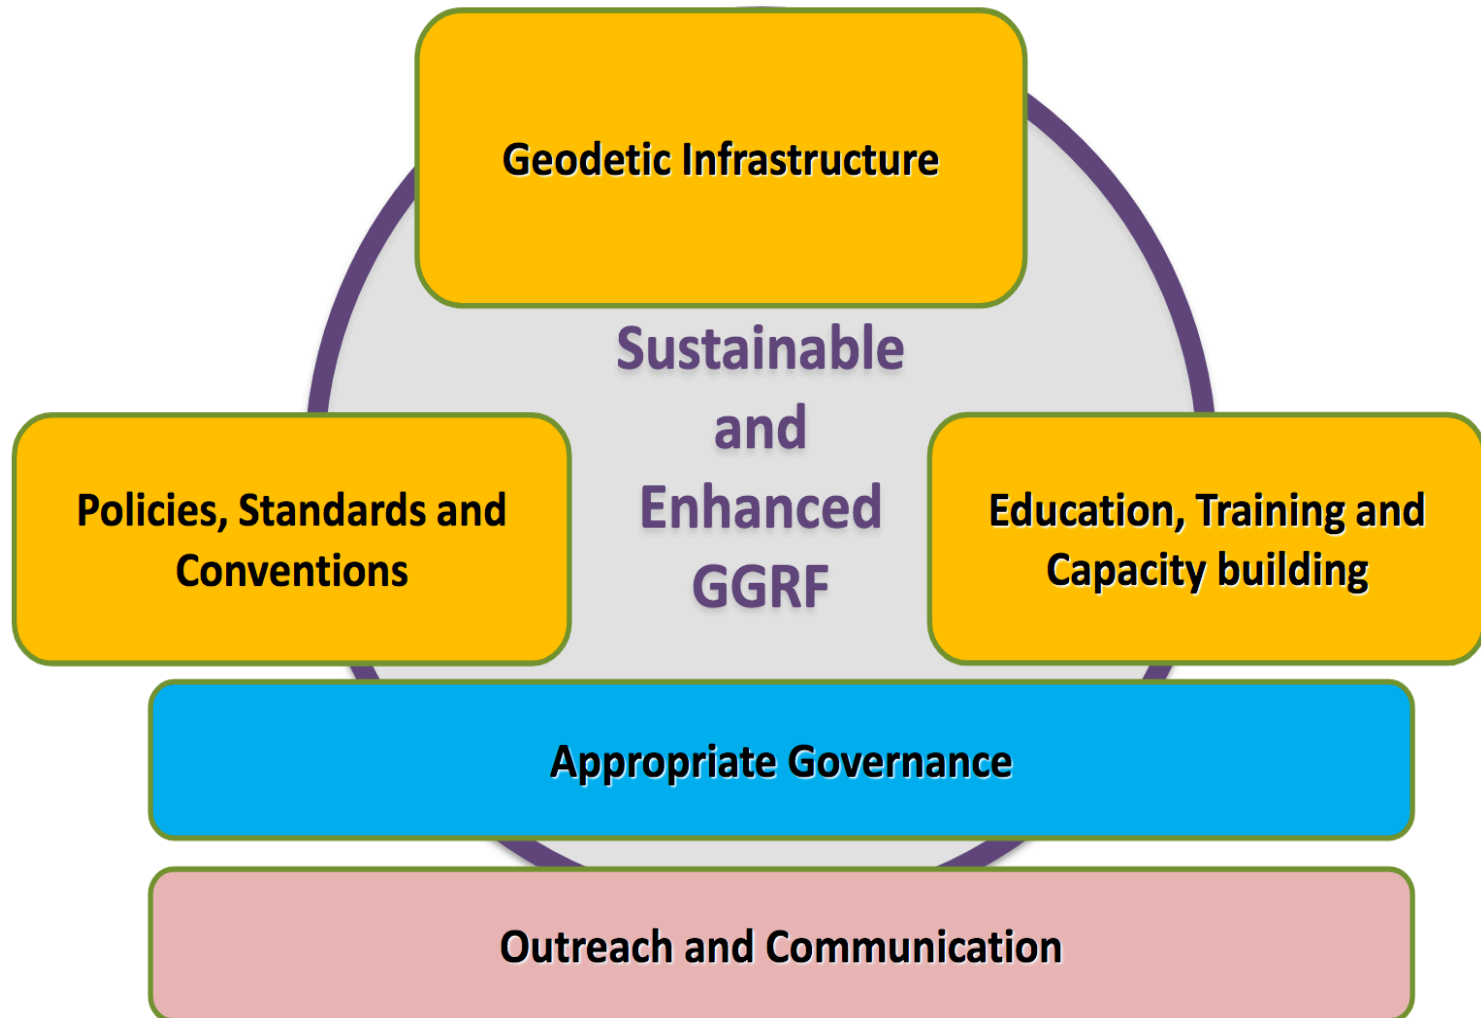 Geodetic Infrastructure
Sustainable
and
Enhanced
GGRF
Policies, Standards and
Conventions
Education, Training and
Capacity building
Appropriate Governance
Outreach and Communication